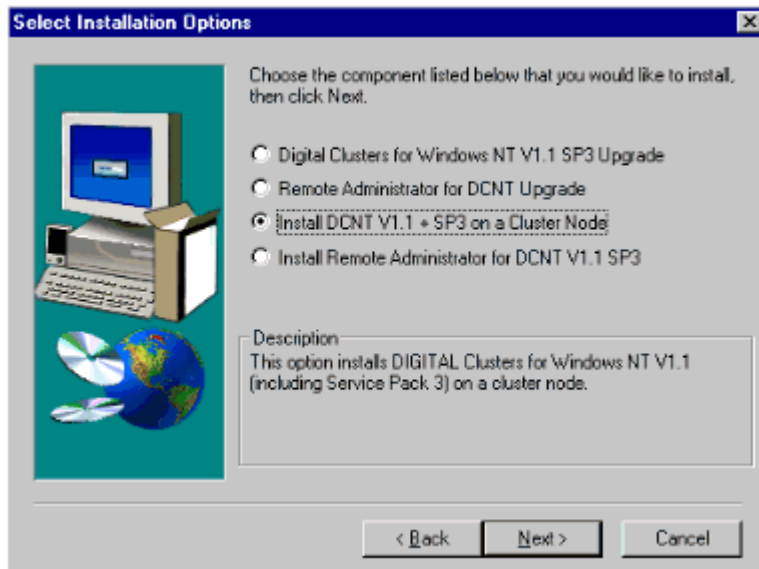 Select Installation Options
Choose the component listed below that you would like to install,
then click Next.
Digital Clusters for Windows NT V1.1 SP3 Upgrade
Remote Administrator for DCNT Upgrade
Install DCNT V1.1 + SP3 on a Cluster Node
Install Remote Administrator for DCNT V1.1 SP3
Description
This option installs DIGITAL Clusters for Windows NT V1.1
(including Service Pack 3) on a cluster node.
< Back
Next >
Cancel